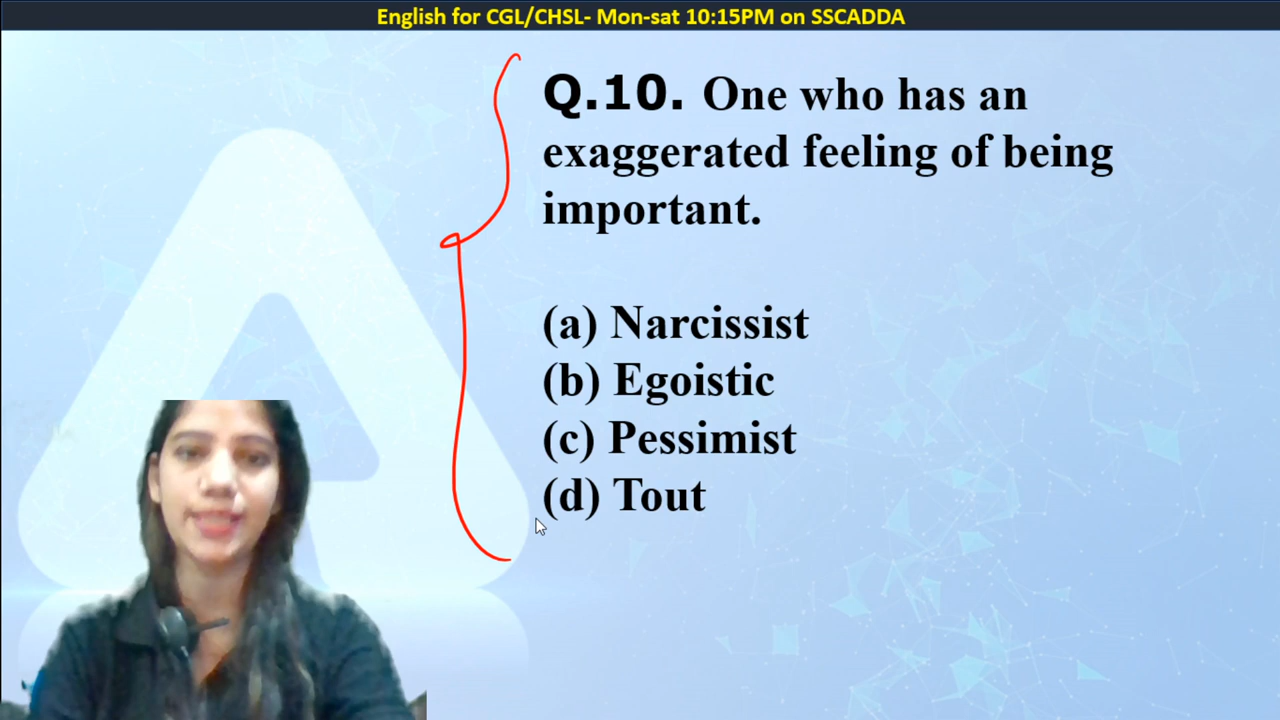 English for CGL/CHSL- Mon-sat 10:15PM on SSCADDA
Q.10. One who has an
exaggerated feeling of being
important.
(a) Narcissist
(b) Egoistic
(c) Pessimist
(d) Tout